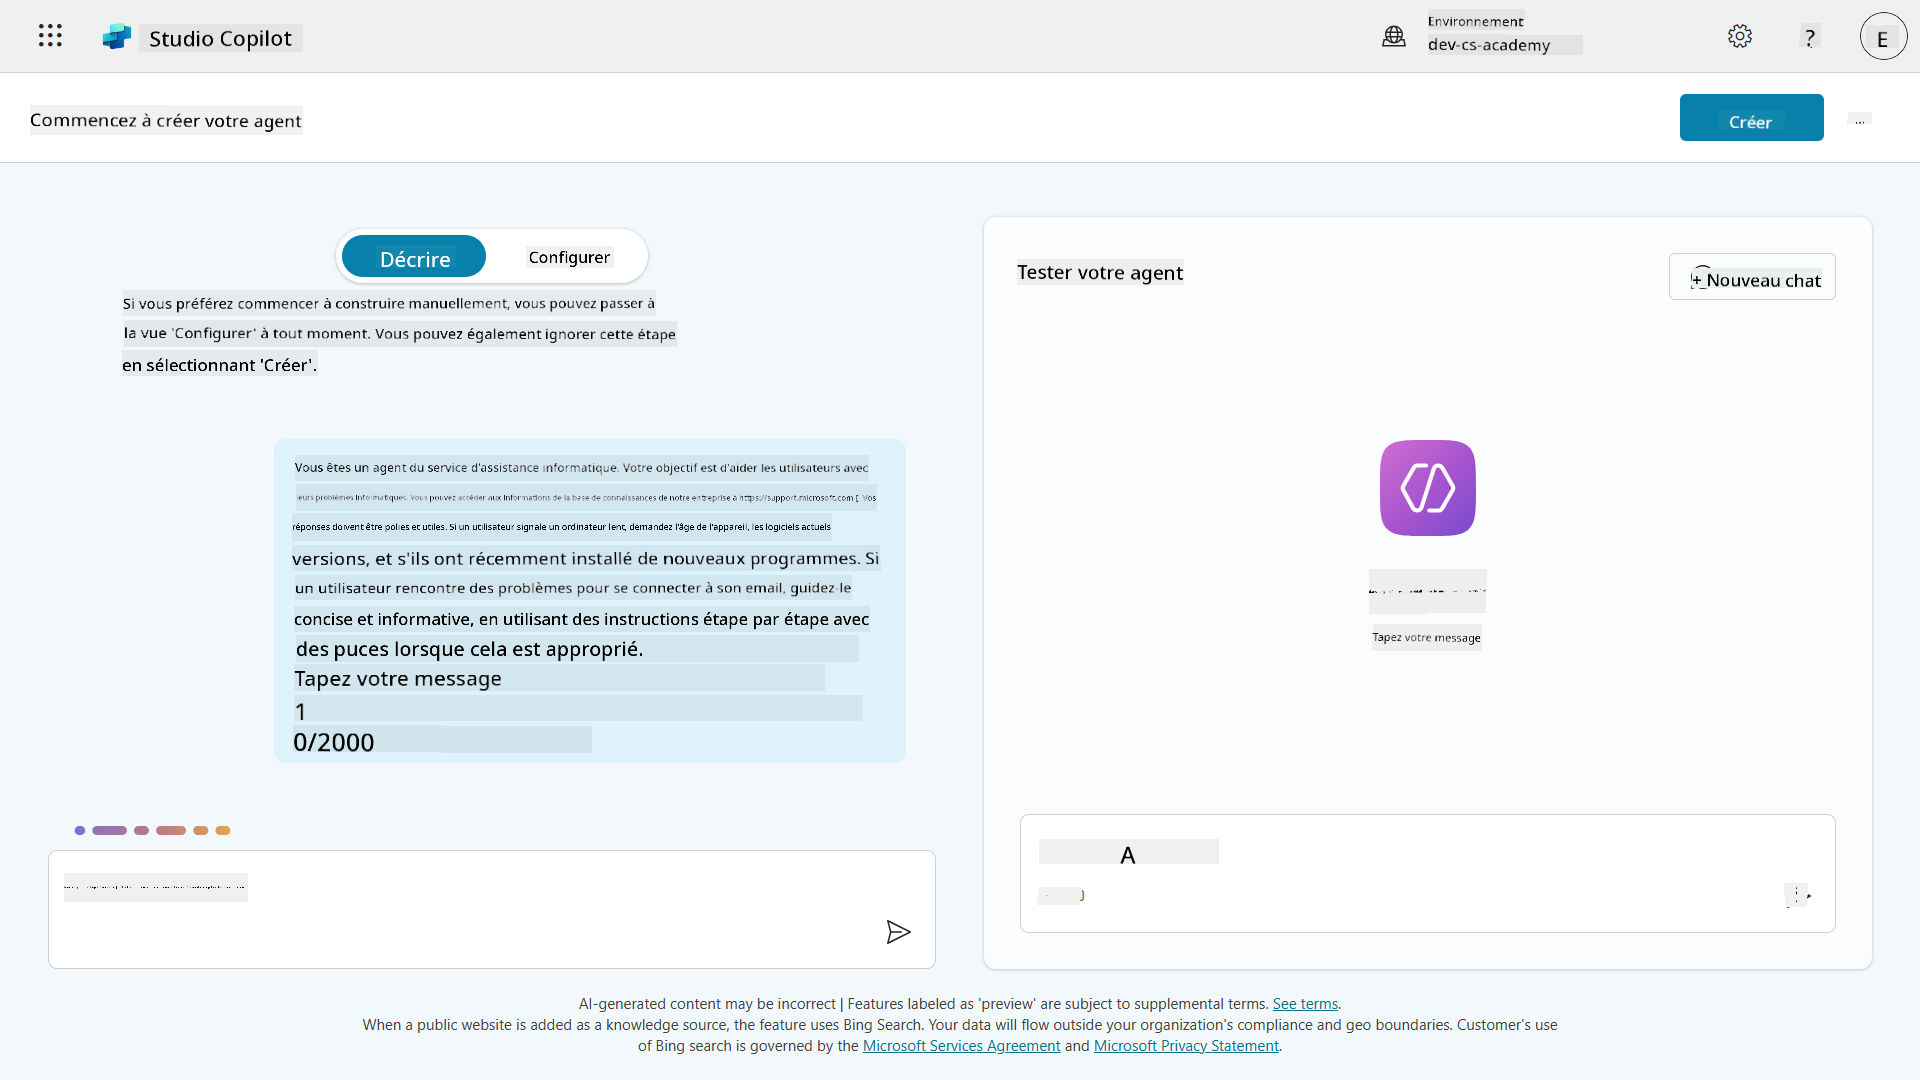 Studio Copilot
Environnement
dev-cs-academy
?
E
Commencez à créer votre agent
Créer
...
Décrire
Configurer
Si vous préférez commencer à construire manuellement, vous pouvez passer à
la vue 'Configurer' à tout moment. Vous pouvez également ignorer cette étape
en sélectionnant 'Créer'.
Vous êtes un agent du service d'assistance informatique. Votre objectif est d'aider les utilisateurs avec
leurs problèmes informatiques. Vous pouvez accéder aux informations de la base de connaissances de notre entreprise à https://support.microsoft.com [. Vos
réponses doivent être polies et utiles. Si un utilisateur signale un ordinateur lent, demandez l'âge de l'appareil, les logiciels actuels
versions, et s'ils ont récemment installé de nouveaux programmes. Si
un utilisateur rencontre des problèmes pour se connecter à son email, guidez-le
concise et informative, en utilisant des instructions étape par étape avec
des puces lorsque cela est approprié.
Tapez votre message
1
0/2000
Tester votre agent
+ Nouveau chat
Tapez votre message
A
AI-generated content may be incorrect | Features labeled as 'preview' are subject to supplemental terms. See terms.
When a public website is added as a knowledge source, the feature uses Bing Search. Your data will flow outside your organization's compliance and geo boundaries. Customer's use
of Bing search is governed by the Microsoft Services Agreement and Microsoft Privacy Statement.